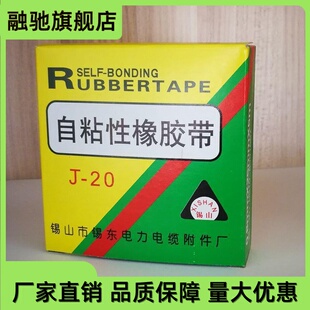 融驰旗舰店
SELF-BONDING
RUBBERTAPE
自粘性橡胶带
J-20
XISHAN
锡山
锡山市锡东电力电缆附件厂
厂家直销 品质保障 量大优惠